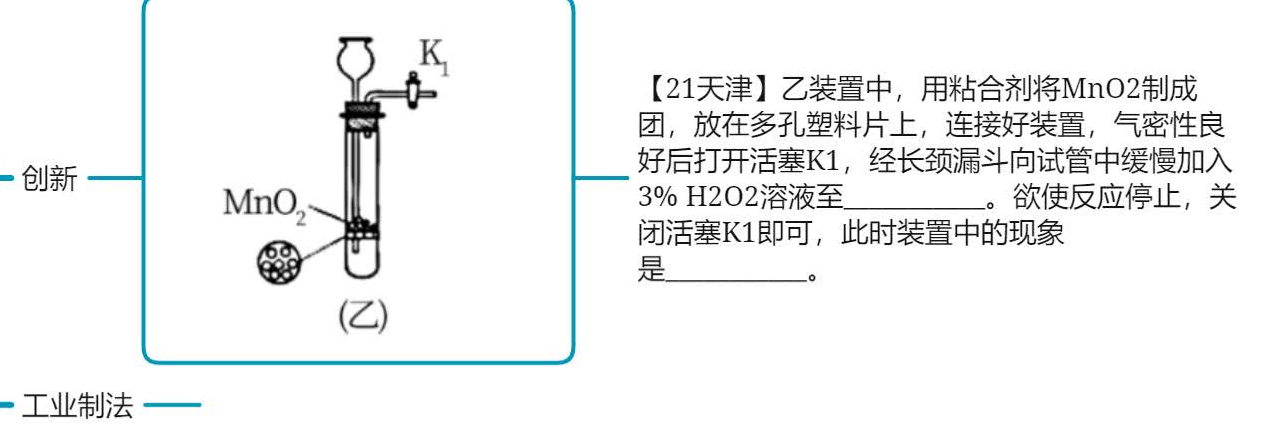 创新
K1
MnO2
(乙)
【21天津】乙装置中，用粘合剂将MnO2制成
团，放在多孔塑料片上，连接好装置，气密性良
好后打开活塞K1，经长颈漏斗向试管中缓慢加入
3% H2O2溶液至__________。欲使反应停止，关
闭活塞K1即可，此时装置中的现象
是__________。
工业制法